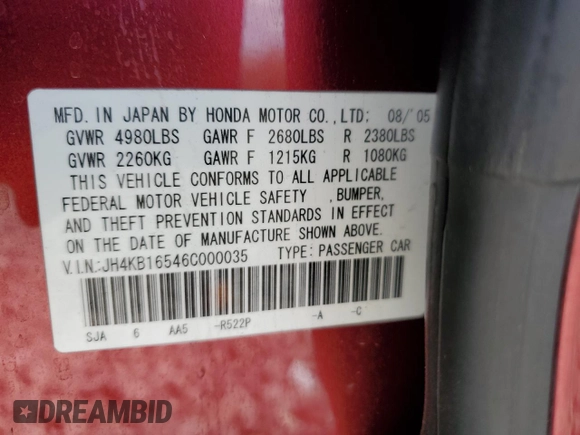 MFD. IN JAPAN BY HONDA MOTOR CO., LTD: 08/'05
GVWR 4980LBS GAWR F 2680LBS R 2380LBS
GVWR 2260KG GAWR F 1215KG R 1080KG
THIS VEHICLE CONFORMS TO ALL APPLICABLE
FEDERAL MOTOR VEHICLE SAFETY ,BUMPER,
AND THEFT PREVENTION STANDARDS IN EFFECT
ON THE DATE OF MANUFACTURE SHOWN ABOVE.
V.I.N.:JH4KB16546C000035 TYPE: PASSENGER CAR
SJA 6 AA5 -R522P -A -C
DREAMBID